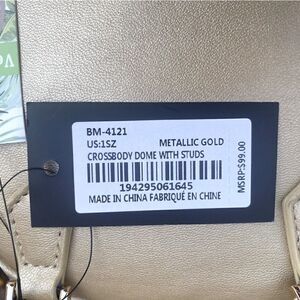 BM-4121
US:1SZ METALLIC GOLD
CROSSBODY DOME WITH STUDS
194295061645
MADE IN CHINA FABRIQUÉ EN CHINE
MSRP:$99.00